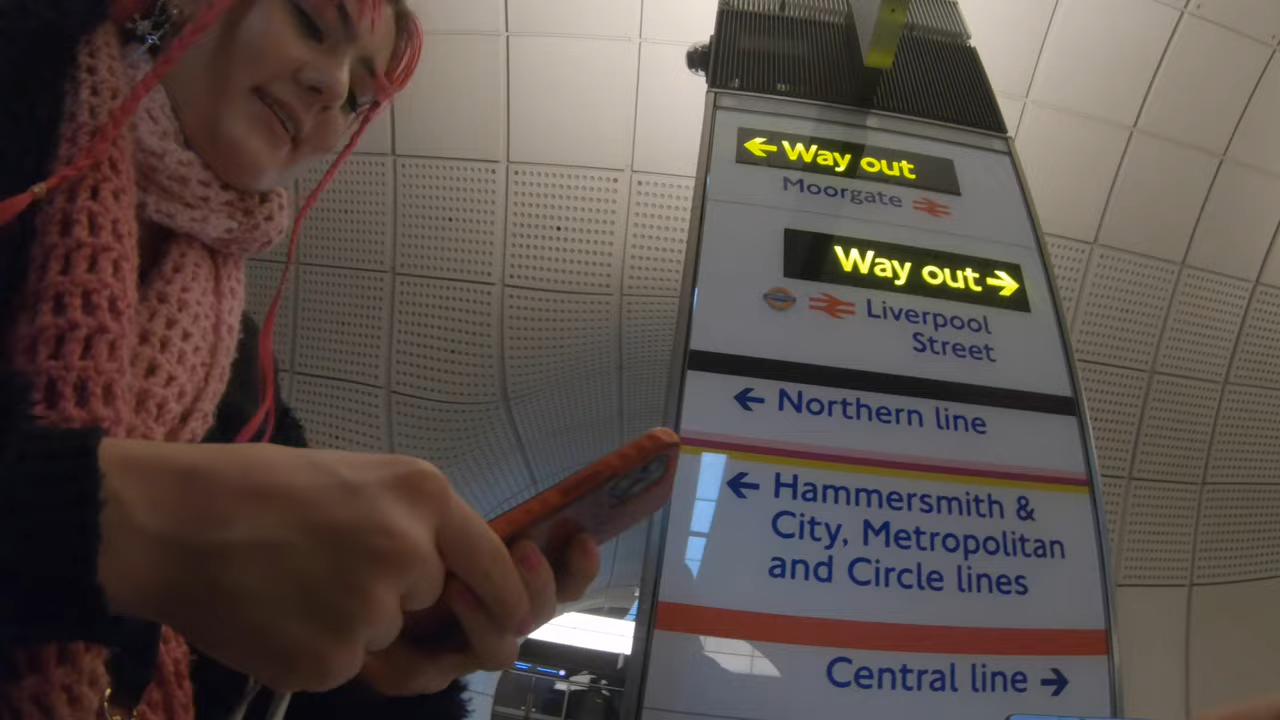 ← Way out
Moorgate
Way out →
Liverpool
Street
← Northern line
← Hammersmith &
City, Metropolitan
and Circle lines
Central line →